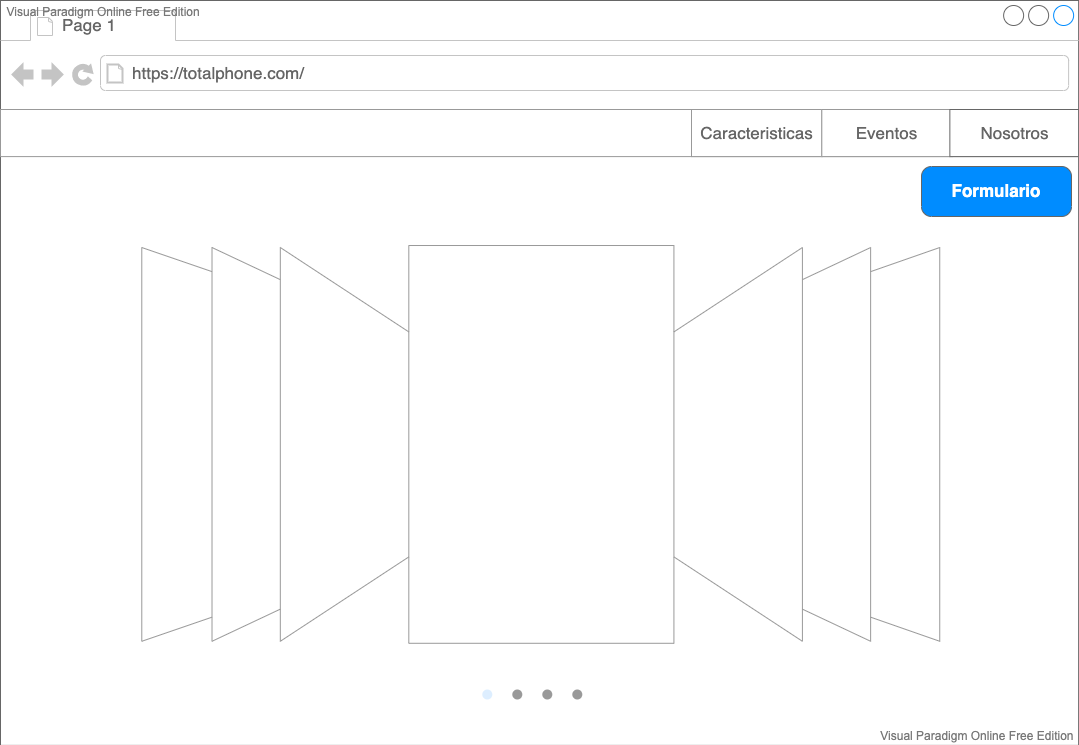 Visual Paradigm Online Free Edition
Page 1
https://totalphone.com/
Caracteristicas
Eventos
Nosotros
Formulario
Visual Paradigm Online Free Edition